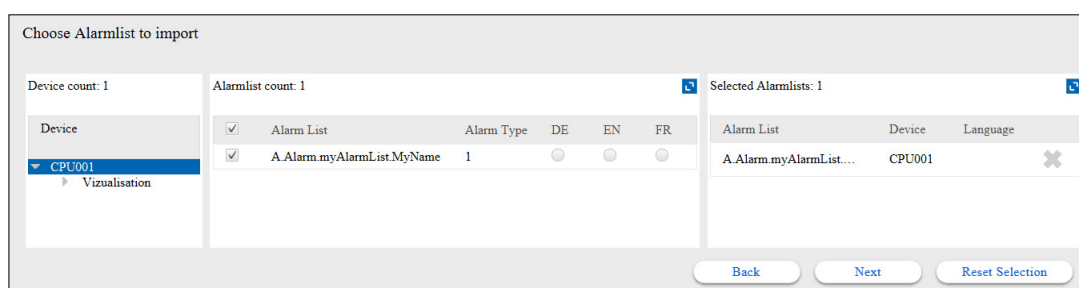 Choose Alarmlist to import
Device count: 1
Alarmlist count: 1
Selected Alarmlists: 1
Device
Alarm List Alarm Type DE EN FR
Alarm List Device Language
CPU001
A.Alarm.myAlarmList.MyName 1
A.Alarm.myAlarmList.... CPU001
Vizualisation
Back Next Reset Selection